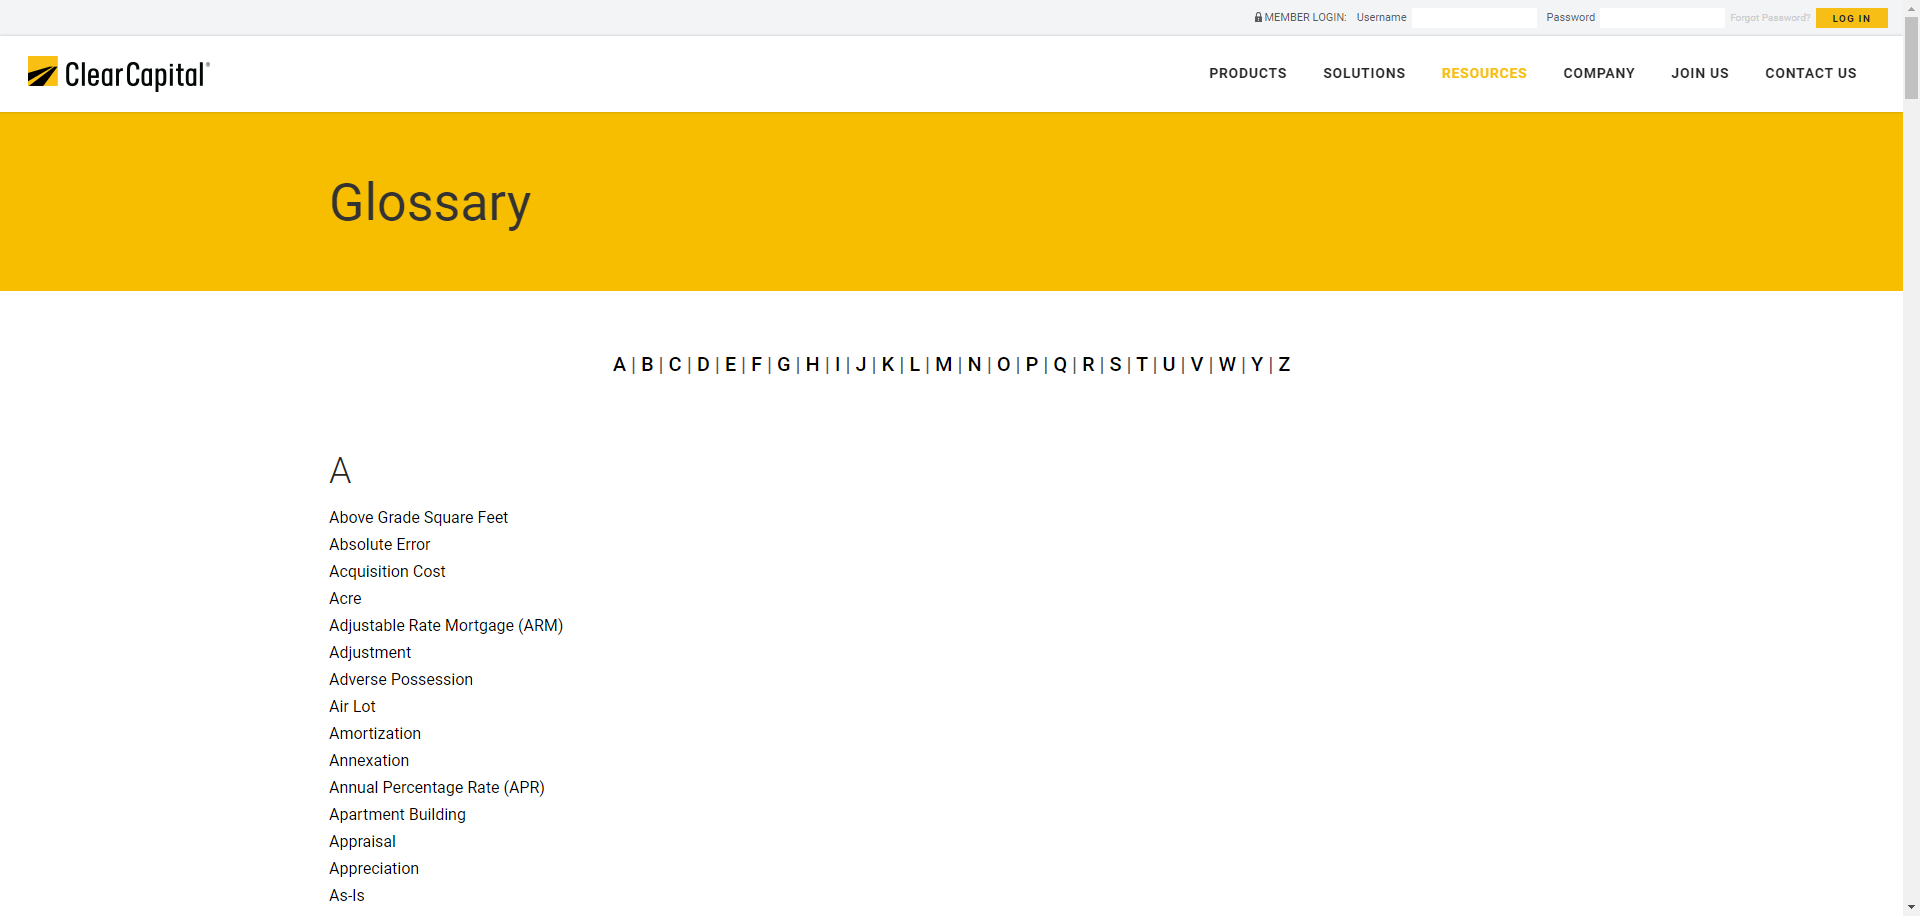 MEMBER LOGIN: Username Password Forgot Password? LOG IN
ClearCapital® PRODUCTS SOLUTIONS RESOURCES COMPANY JOIN US CONTACT US
Glossary
A | B | C | D | E | F | G | H | I | J | K | L | M | N | O | P | Q | R | S | T | U | V | W | Y | Z
A
Above Grade Square Feet
Absolute Error
Acquisition Cost
Acre
Adjustable Rate Mortgage (ARM)
Adjustment
Adverse Possession
Air Lot
Amortization
Annexation
Annual Percentage Rate (APR)
Apartment Building
Appraisal
Appreciation
As-Is